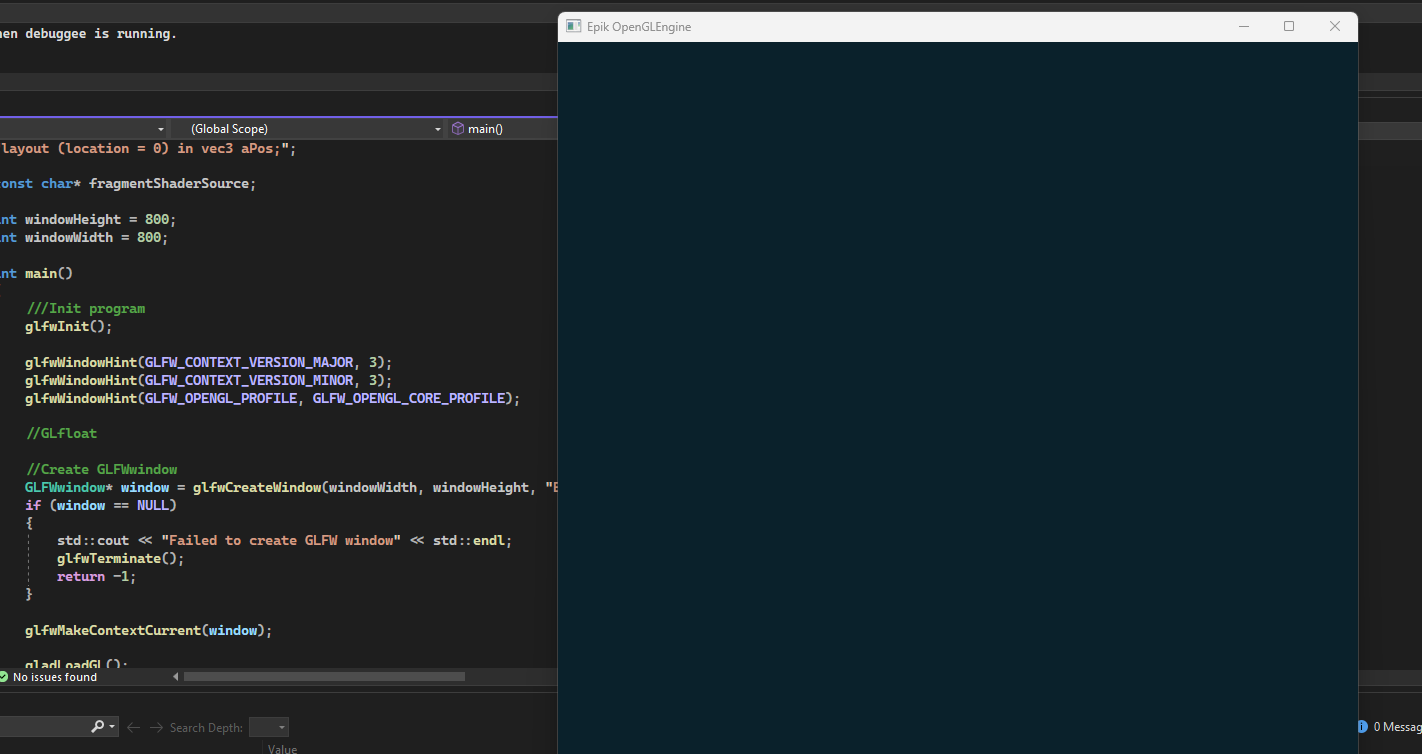 Epik OpenGLEngine
en debuggee is running.
(Global Scope)
main()
layout (location = 0) in vec3 aPos;";
onst char* fragmentShaderSource;
nt windowHeight = 800;
nt windowWidth = 800;
nt main()
///Init program
glfwInit();
glfwWindowHint(GLFW_CONTEXT_VERSION_MAJOR, 3);
glfwWindowHint(GLFW_CONTEXT_VERSION_MINOR, 3);
glfwWindowHint(GLFW_OPENGL_PROFILE, GLFW_OPENGL_CORE_PROFILE);
//GLfloat
//Create GLFWwindow
GLFWwindow* window = glfwCreateWindow(windowWidth, windowHeight, "E
if (window == NULL)
{
std::cout << "Failed to create GLFW window" << std::endl;
glfwTerminate();
return -1;
}
glfwMakeContextCurrent(window);
gladLoadGL();
No issues found
Search Depth:
Value
0 Messag